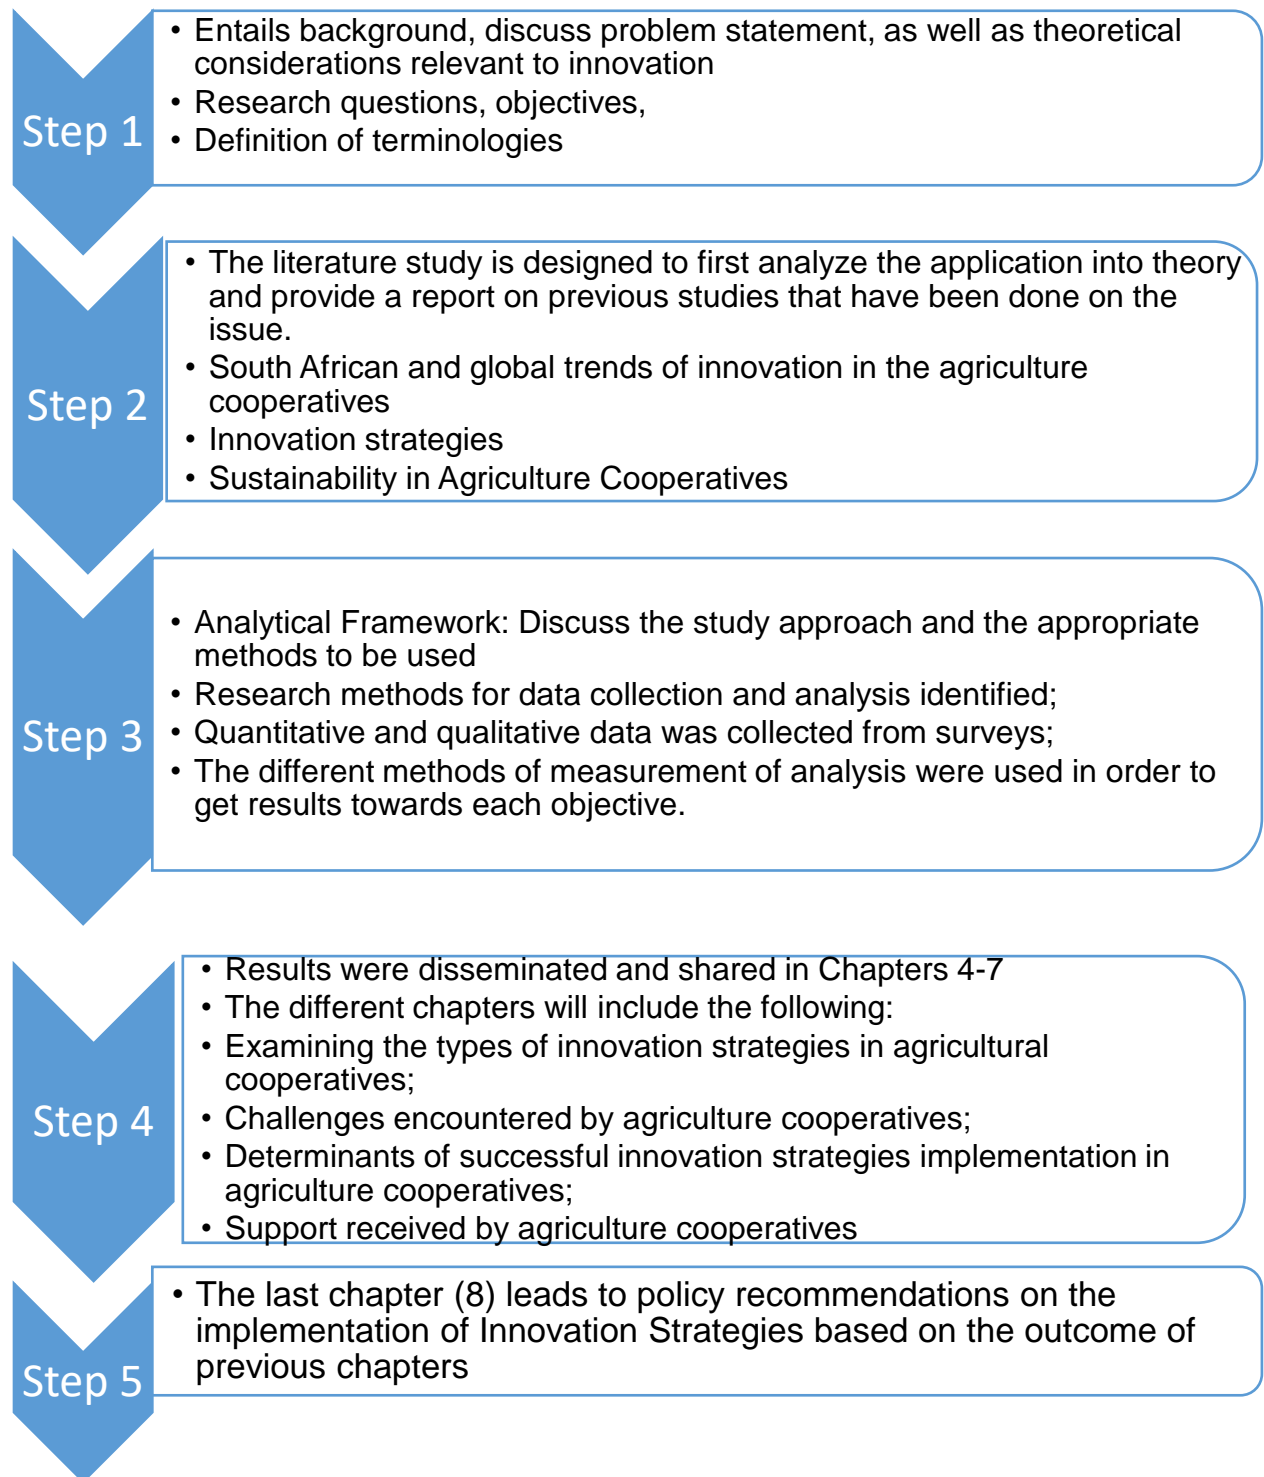 Step 1
• Entails background, discuss problem statement, as well as theoretical
considerations relevant to innovation
• Research questions, objectives,
• Definition of terminologies
Step 2
• The literature study is designed to first analyze the application into theory
and provide a report on previous studies that have been done on the
issue.
• South African and global trends of innovation in the agriculture
cooperatives
• Innovation strategies
• Sustainability in Agriculture Cooperatives
Step 3
• Analytical Framework: Discuss the study approach and the appropriate
methods to be used
• Research methods for data collection and analysis identified;
• Quantitative and qualitative data was collected from surveys;
• The different methods of measurement of analysis were used in order to
get results towards each objective.
Step 4
• Results were disseminated and shared in Chapters 4-7
• The different chapters will include the following:
• Examining the types of innovation strategies in agricultural
cooperatives;
• Challenges encountered by agriculture cooperatives;
• Determinants of successful innovation strategies implementation in
agriculture cooperatives;
• Support received by agriculture cooperatives
Step 5
• The last chapter (8) leads to policy recommendations on the
implementation of Innovation Strategies based on the outcome of
previous chapters